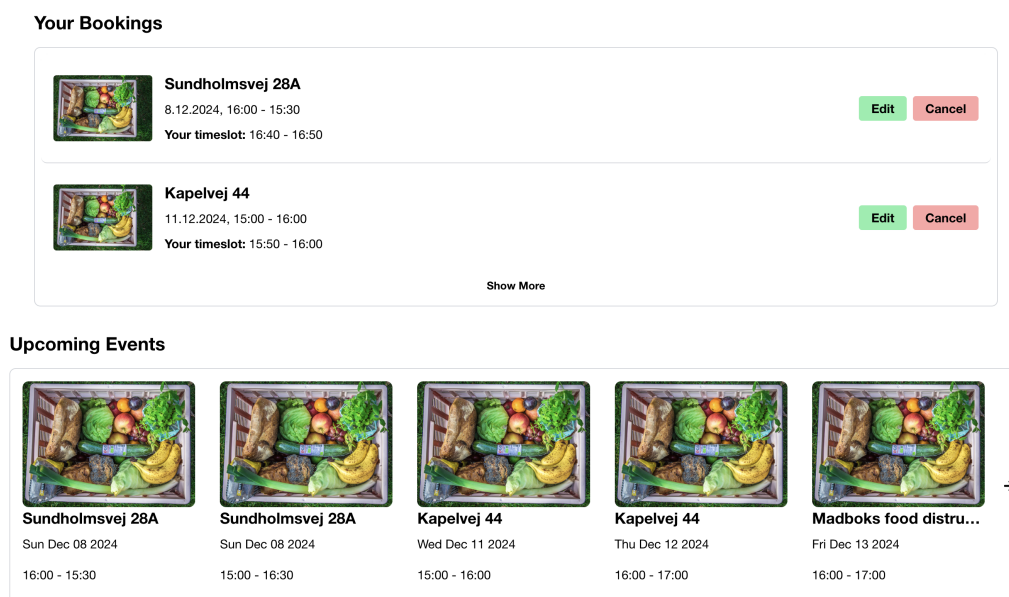 Your Bookings
Sundholmsvej 28A
8.12.2024, 16:00 - 15:30
Your timeslot: 16:40 - 16:50
Edit
Cancel
Kapelvej 44
11.12.2024, 15:00 - 16:00
Your timeslot: 15:50 - 16:00
Edit
Cancel
Show More
Upcoming Events
Sundholmsvej 28A
Sun Dec 08 2024
16:00 - 15:30
Sundholmsvej 28A
Sun Dec 08 2024
15:00 - 16:30
Kapelvej 44
Wed Dec 11 2024
15:00 - 16:00
Kapelvej 44
Thu Dec 12 2024
16:00 - 17:00
Madboks food distru...
Fri Dec 13 2024
16:00 - 17:00